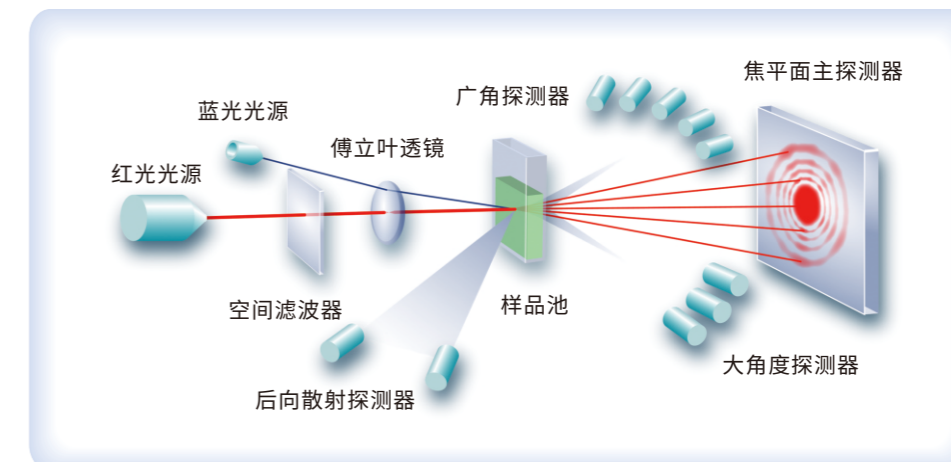 焦平面主探测器
广角探测器
蓝光光源
傅立叶透镜
红光光源
空间滤波器
样品池
大角度探测器
后向散射探测器